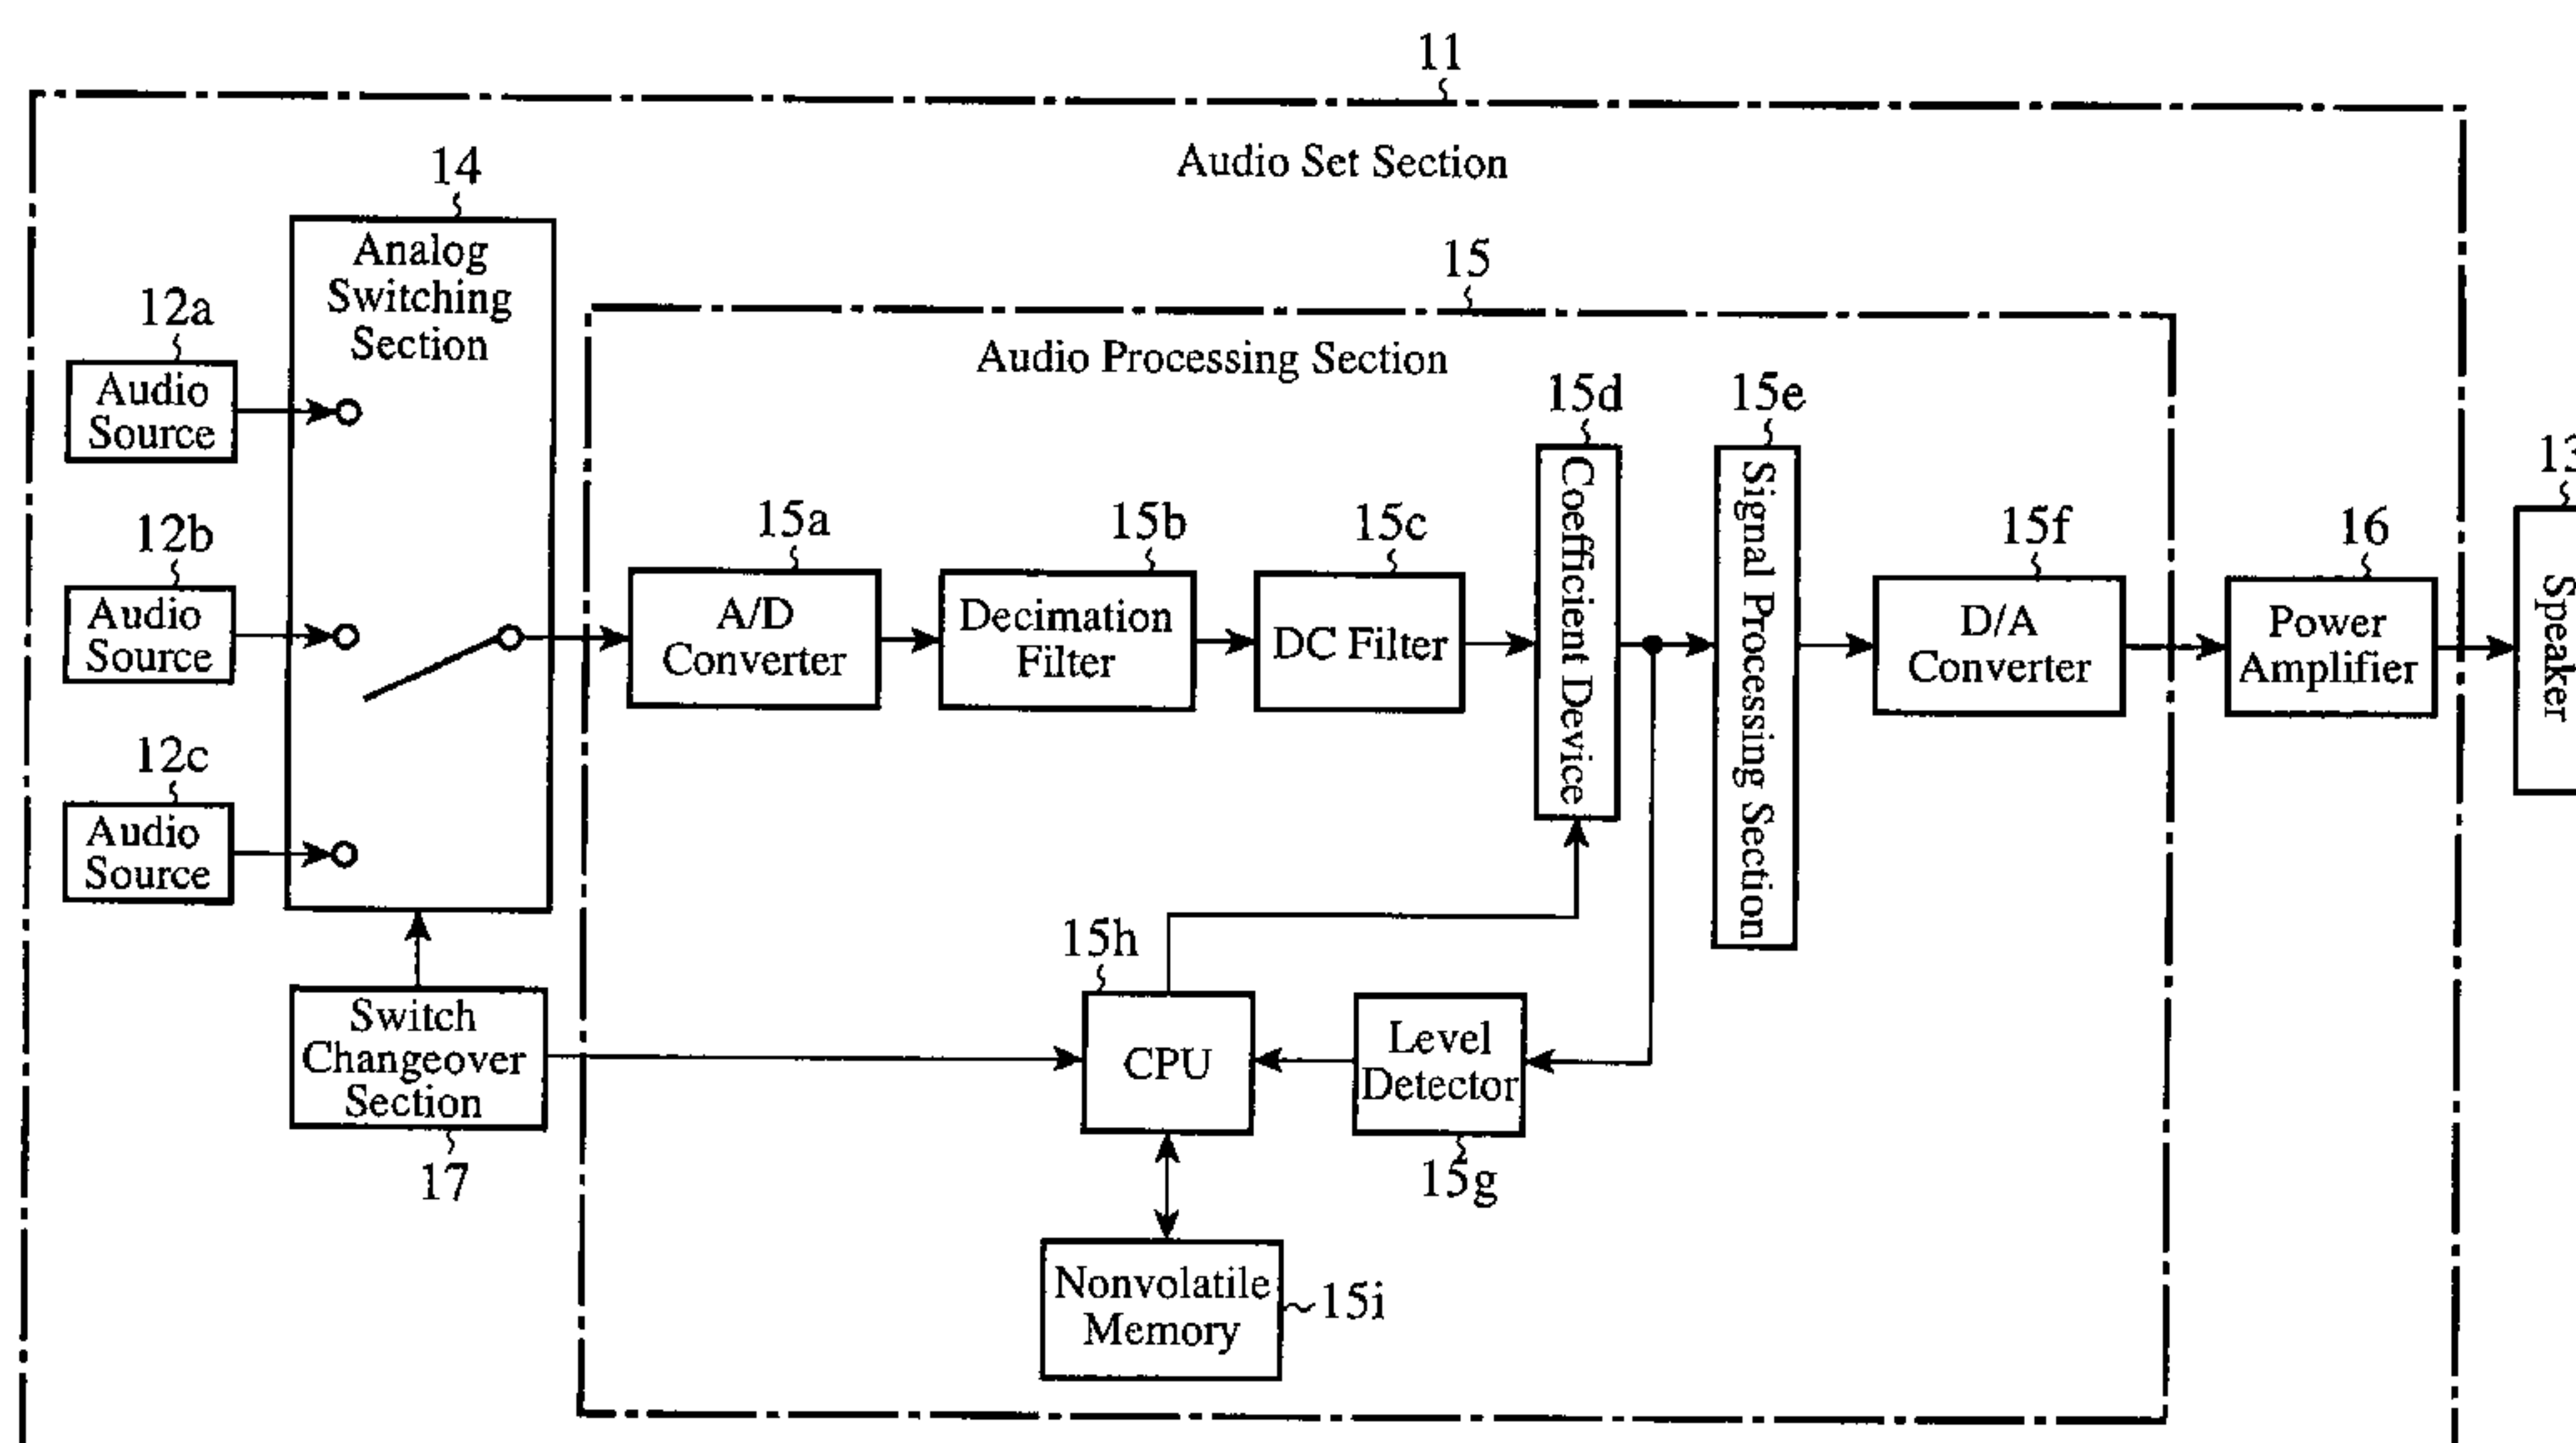 11
Audio Set Section
14
Analog
Switching
Section
15
Audio Processing Section
12a
Audio
Source
12b
Audio
Source
12c
Audio
Source
15a
A/D
Converter
15b
Decimation
Filter
15c
DC Filter
15d
Coefficient Device
15e
Signal Processing Section
15f
D/A
Converter
16
Power
Amplifier
13
Speaker
Switch
Changeover
Section
17
15h
CPU
Level
Detector
15g
Nonvolatile
Memory
15i